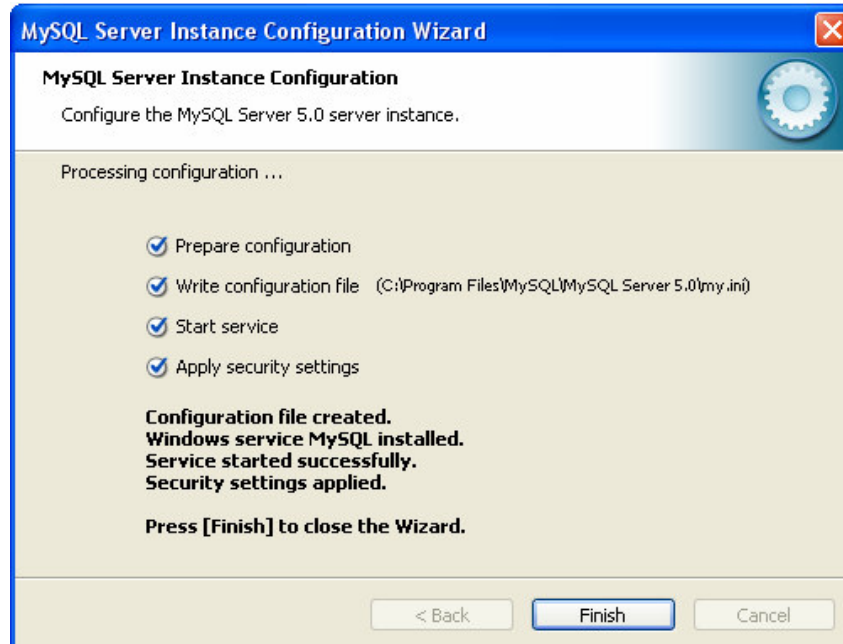 MySQL Server Instance Configuration Wizard
MySQL Server Instance Configuration
Configure the MySQL Server 5.0 server instance.
Processing configuration ...
Prepare configuration
Write configuration file (C:\Program Files\MySQL\MySQL Server 5.0\my.ini)
Start service
Apply security settings
Configuration file created.
Windows service MySQL installed.
Service started successfully.
Security settings applied.
Press [Finish] to close the Wizard.
< Back Finish Cancel